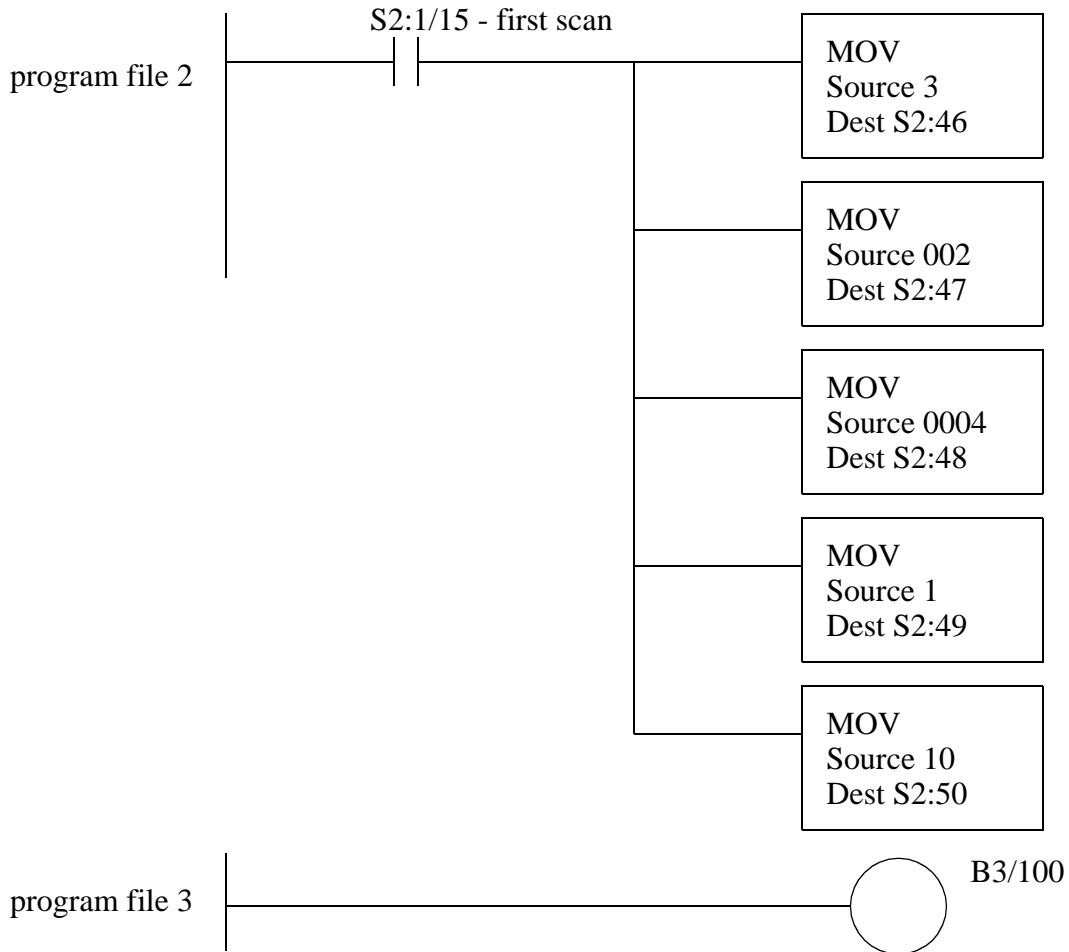 S2:1/15 - first scan
program file 2
MOV
Source 3
Dest S2:46
MOV
Source 002
Dest S2:47
MOV
Source 0004
Dest S2:48
MOV
Source 1
Dest S2:49
MOV
Source 10
Dest S2:50
B3/100
program file 3